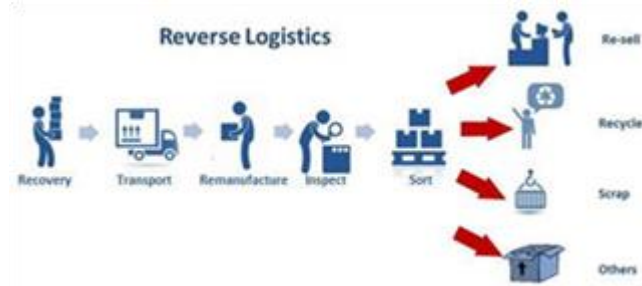 Reverse Logistics
Re-sell
Recovery
Transport
Remanufacture
Inspect
Sort
Recycle
Scrap
Others